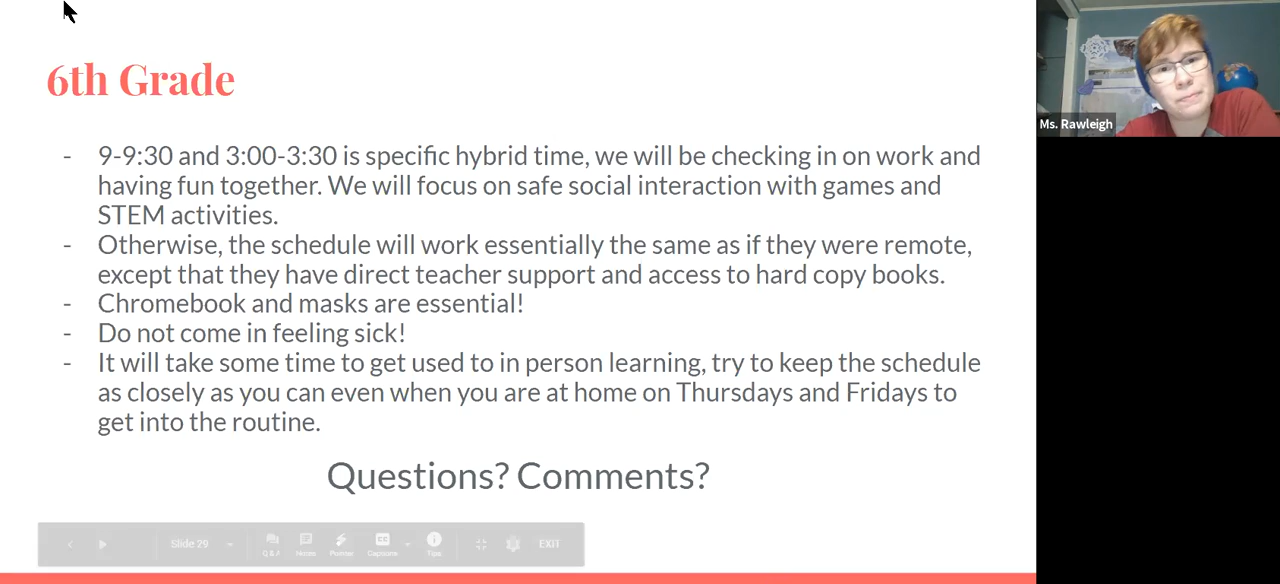 6th Grade
Ms. Rawleigh
- 9-9:30 and 3:00-3:30 is specific hybrid time, we will be checking in on work and
having fun together. We will focus on safe social interaction with games and
STEM activities.
- Otherwise, the schedule will work essentially the same as if they were remote,
except that they have direct teacher support and access to hard copy books.
- Chromebook and masks are essential!
- Do not come in feeling sick!
- It will take some time to get used to in person learning, try to keep the schedule
as closely as you can even when you are at home on Thursdays and Fridays to
get into the routine.
Questions? Comments?
Slide 29 Q & A Notes Pointer Captions Tips EXIT